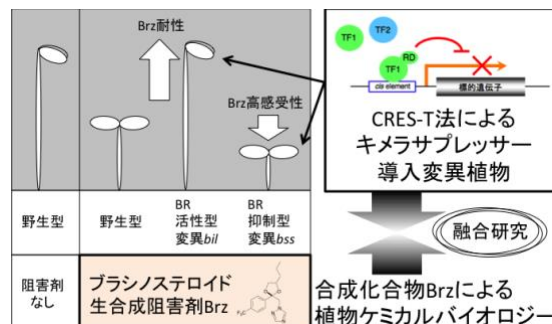 Brz耐性
Brz高感受性
野生型
野生型
BR
活性型
変異bil
BR
抑制型
変異bss
阻害剤
なし
ブラシノステロイド
生合成阻害剤Brz
TF1
TF2
RD
TF1
cis element
標的遺伝子
CRES-T法による
キメラサプレッサー
導入変異植物
融合研究
合成化合物Brzによる
植物ケミカルバイオロジー